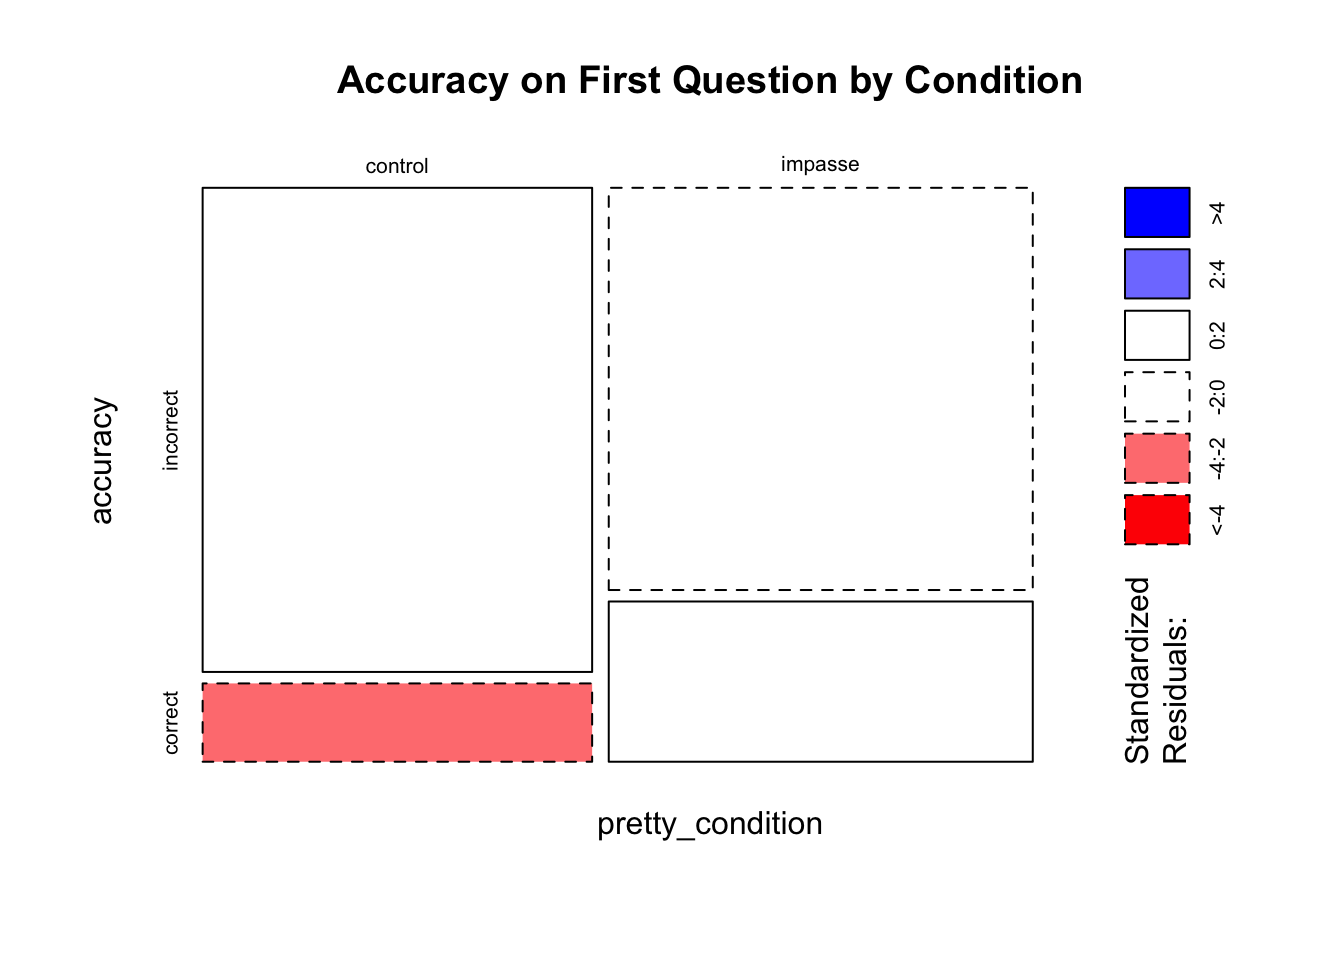 Accuracy on First Question by Condition
control
impasse
accuracy
incorrect
correct
pretty_condition
>4
2:4
0:2
-2:0
-4:-2
<-4
Standardized
Residuals: